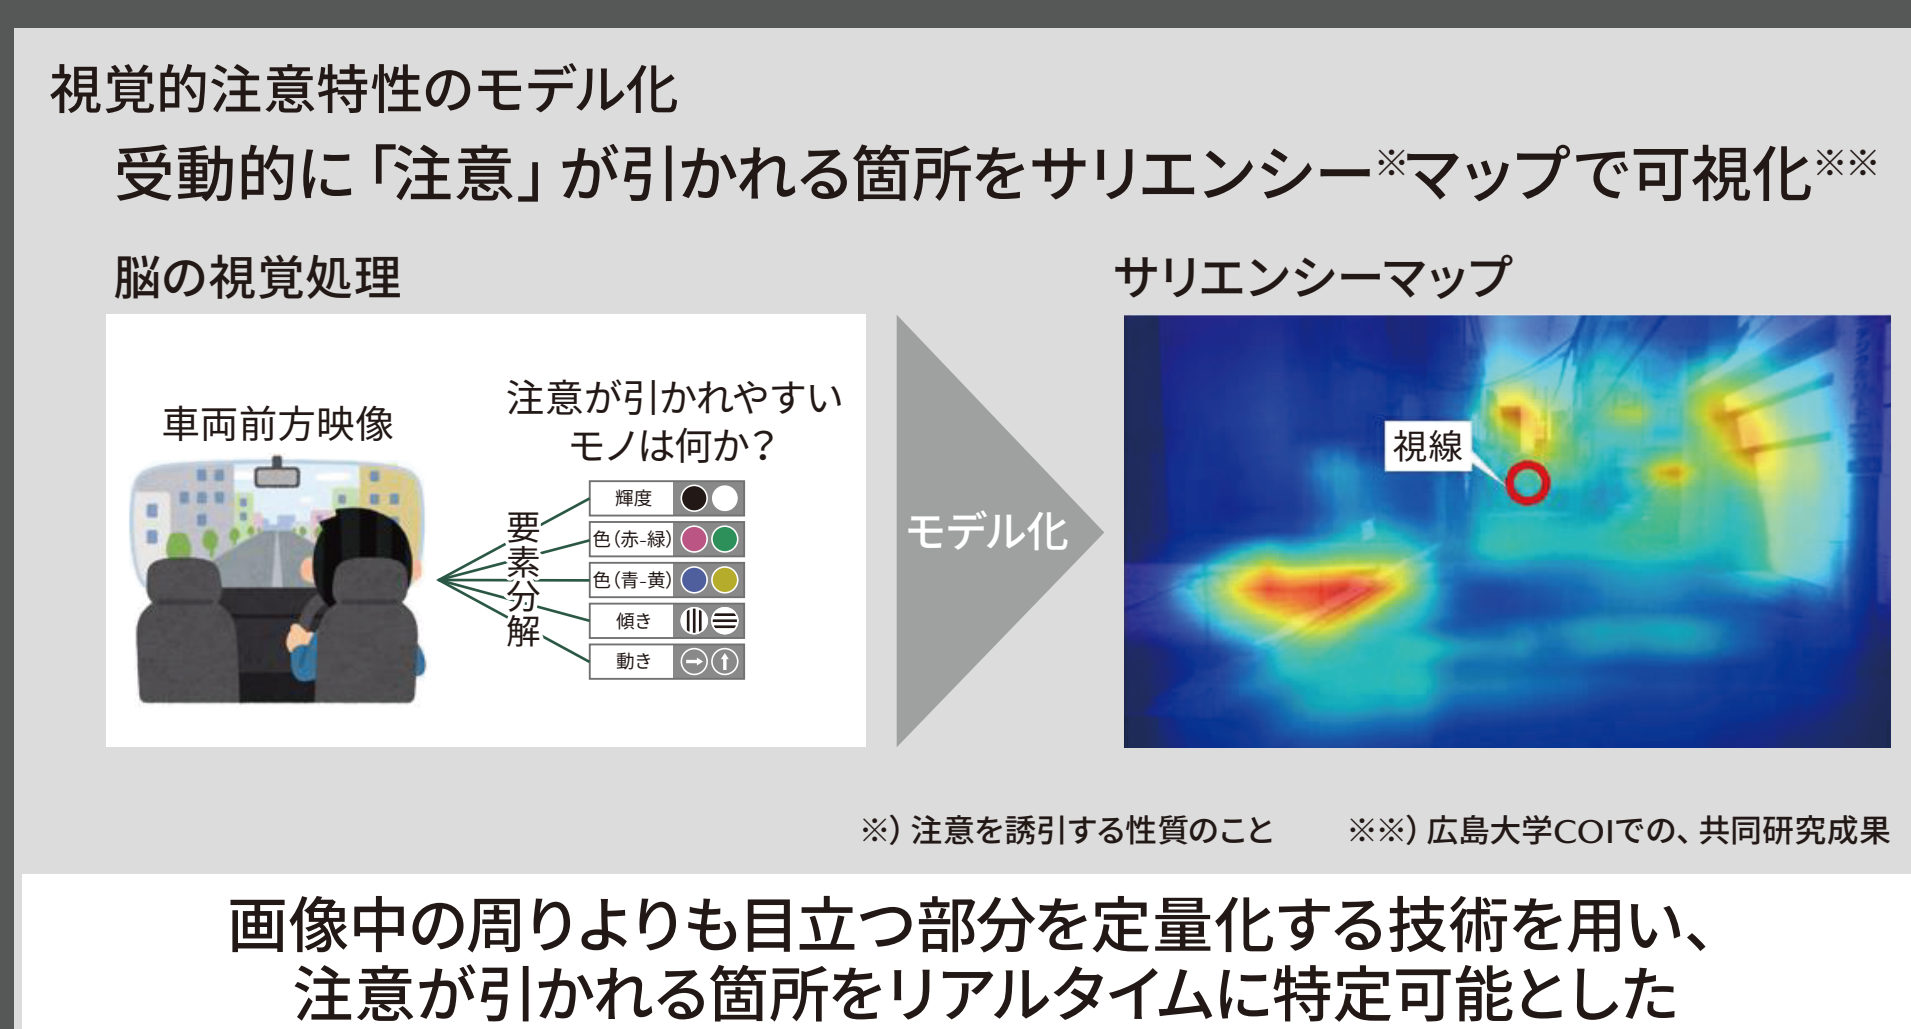 視覚的注意特性のモデル化
受動的に「注意」が引かれる箇所をサリエンシー※マップで可視化※※
脳の視覚処理
車両前方映像
注意が引かれやすい
モノは何か？
要素分解
輝度
色（赤-緑）
色（青-黄）
傾き
動き
モデル化
サリエンシーマップ
視線
※）注意を誘引する性質のこと
※※）広島大学COIでの、共同研究成果
画像中の周りよりも目立つ部分を定量化する技術を用い、
注意が引かれる箇所をリアルタイムに特定可能とした